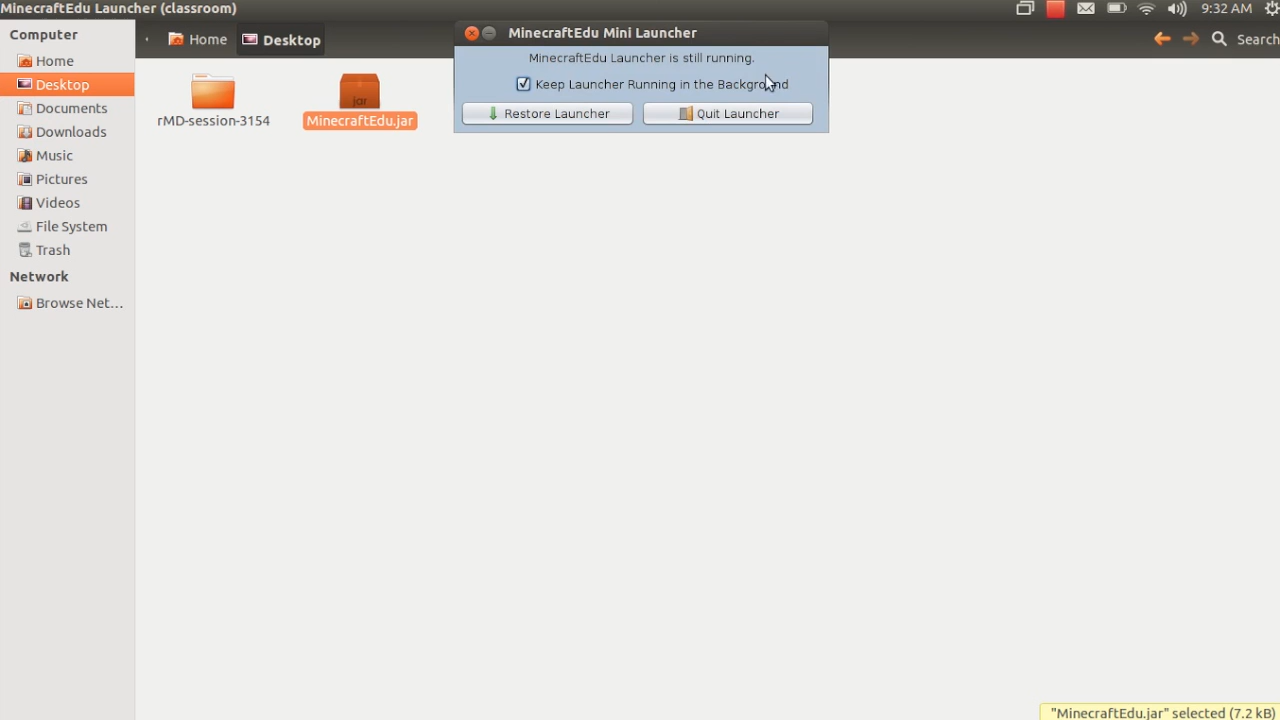 MinecraftEdu Launcher (classroom)
9:32 AM
Computer
Home
Desktop
Documents
Downloads
Music
Pictures
Videos
File System
Trash
Network
Browse Net...
Home
Desktop
Search
rMD-session-3154
jar
MinecraftEdu.jar
MinecraftEdu Mini Launcher
MinecraftEdu Launcher is still running.
Keep Launcher Running in the Background
Restore Launcher
Quit Launcher
"MinecraftEdu.jar" selected (7.2 kB)